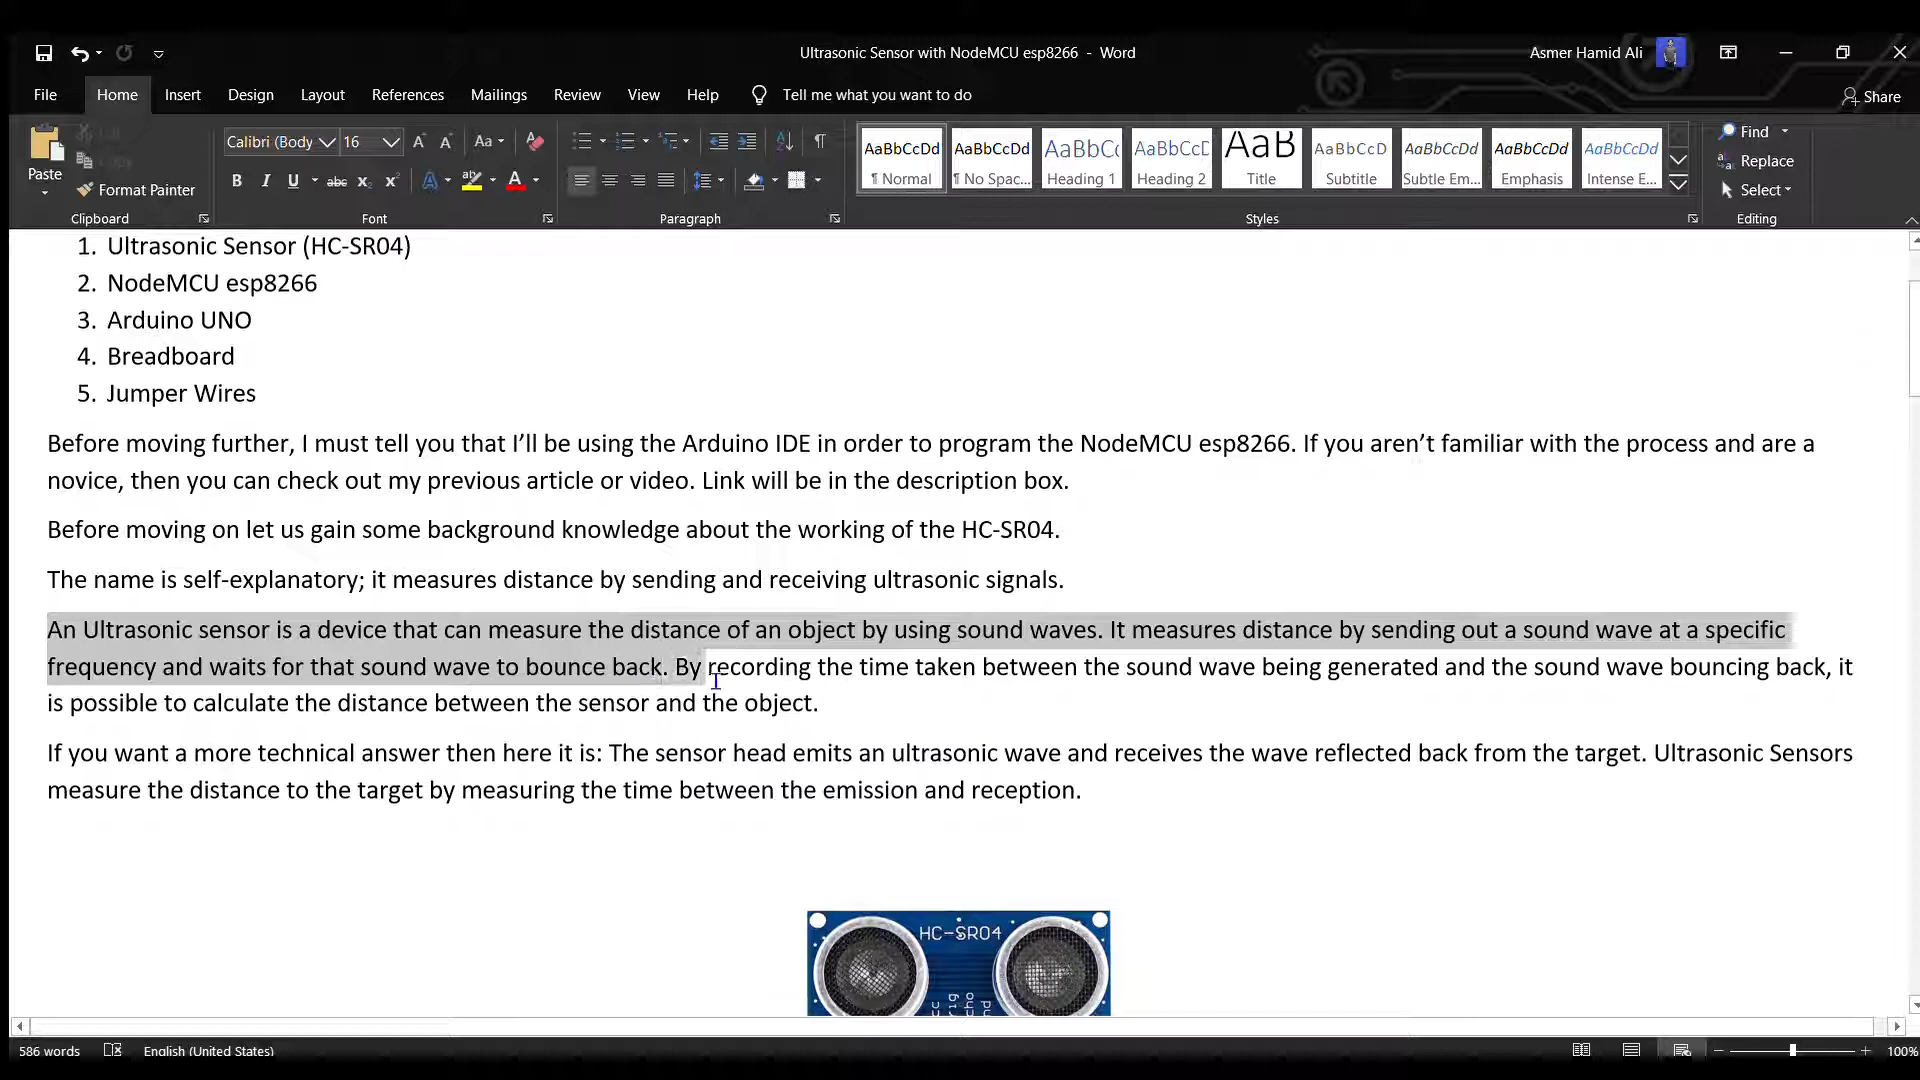 Ultrasonic Sensor with NodeMCU esp8266 - Word
Asmer Hamid Ali
File Home Insert Design Layout References Mailings Review View Help Tell me what you want to do
Share
Paste
Cut
Copy
Format Painter
Clipboard
Calibri (Body 16
Font
Paragraph
AaBbCcDd AaBbCcDd AaBbCc AaBbCcD AaB AaBbCcD AaBbCcDd AaBbCcDd AaBbCcDd
¶ Normal ¶ No Spac... Heading 1 Heading 2 Title Subtitle Subtle Em... Emphasis Intense E...
Styles
Find
Replace
Select
Editing
1. Ultrasonic Sensor (HC-SR04)
2. NodeMCU esp8266
3. Arduino UNO
4. Breadboard
5. Jumper Wires
Before moving further, I must tell you that I’ll be using the Arduino IDE in order to program the NodeMCU esp8266. If you aren’t familiar with the process and are a
novice, then you can check out my previous article or video. Link will be in the description box.
Before moving on let us gain some background knowledge about the working of the HC-SR04.
The name is self-explanatory; it measures distance by sending and receiving ultrasonic signals.
An Ultrasonic sensor is a device that can measure the distance of an object by using sound waves. It measures distance by sending out a sound wave at a specific
frequency and waits for that sound wave to bounce back. By recording the time taken between the sound wave being generated and the sound wave bouncing back, it
is possible to calculate the distance between the sensor and the object.
If you want a more technical answer then here it is: The sensor head emits an ultrasonic wave and receives the wave reflected back from the target. Ultrasonic Sensors
measure the distance to the target by measuring the time between the emission and reception.
HC-SR04
586 words English (United States)
100%